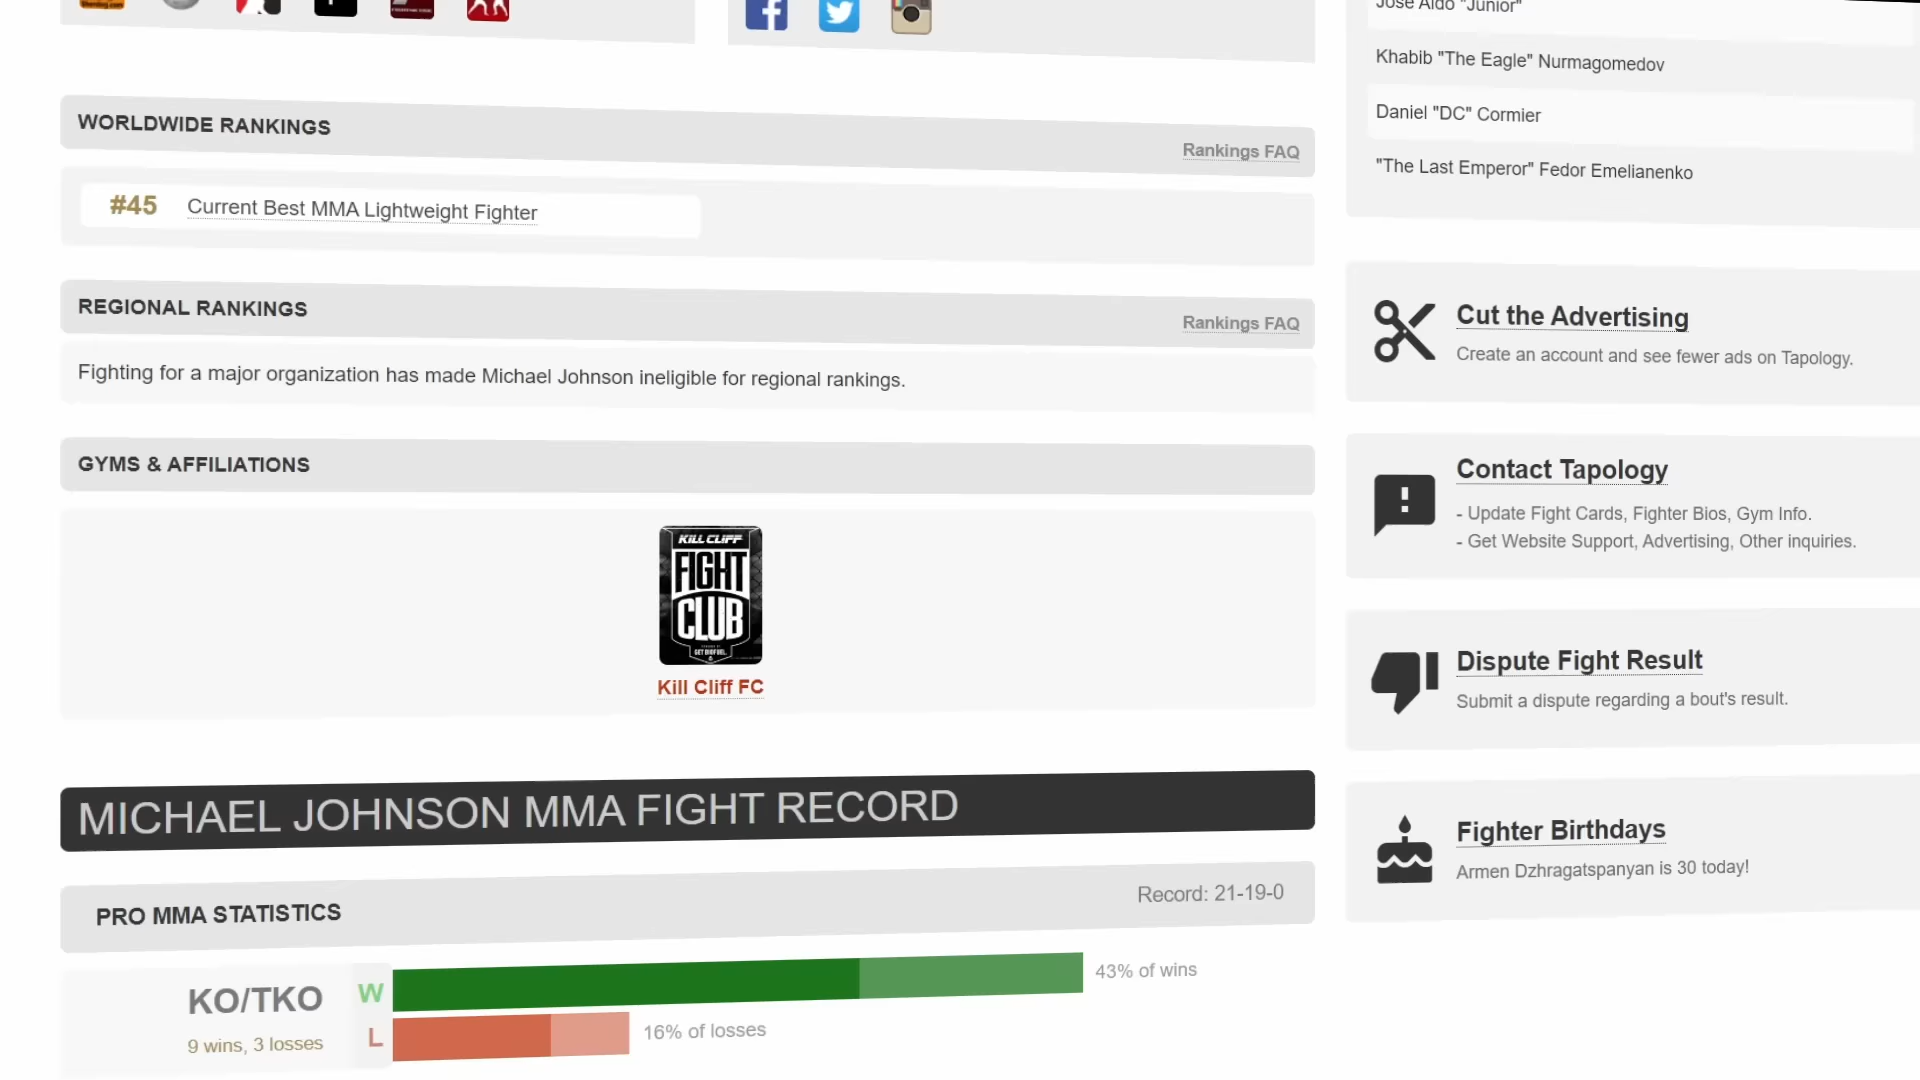 WORLDWIDE RANKINGS
Rankings FAQ
#45 Current Best MMA Lightweight Fighter
REGIONAL RANKINGS
Rankings FAQ
Fighting for a major organization has made Michael Johnson ineligible for regional rankings.
GYMS & AFFILIATIONS
KILL CLIFF
FIGHT
CLUB
Kill Cliff FC
MICHAEL JOHNSON MMA FIGHT RECORD
PRO MMA STATISTICS
Record: 21-19-0
KO/TKO
9 wins, 3 losses
W
43% of wins
L
16% of losses
Jose Aldo "Junior"
Khabib "The Eagle" Nurmagomedov
Daniel "DC" Cormier
"The Last Emperor" Fedor Emelianenko
Cut the Advertising
Create an account and see fewer ads on Tapology.
Contact Tapology
- Update Fight Cards, Fighter Bios, Gym Info.
- Get Website Support, Advertising, Other inquiries.
Dispute Fight Result
Submit a dispute regarding a bout's result.
Fighter Birthdays
Armen Dzhragatspanyan is 30 today!